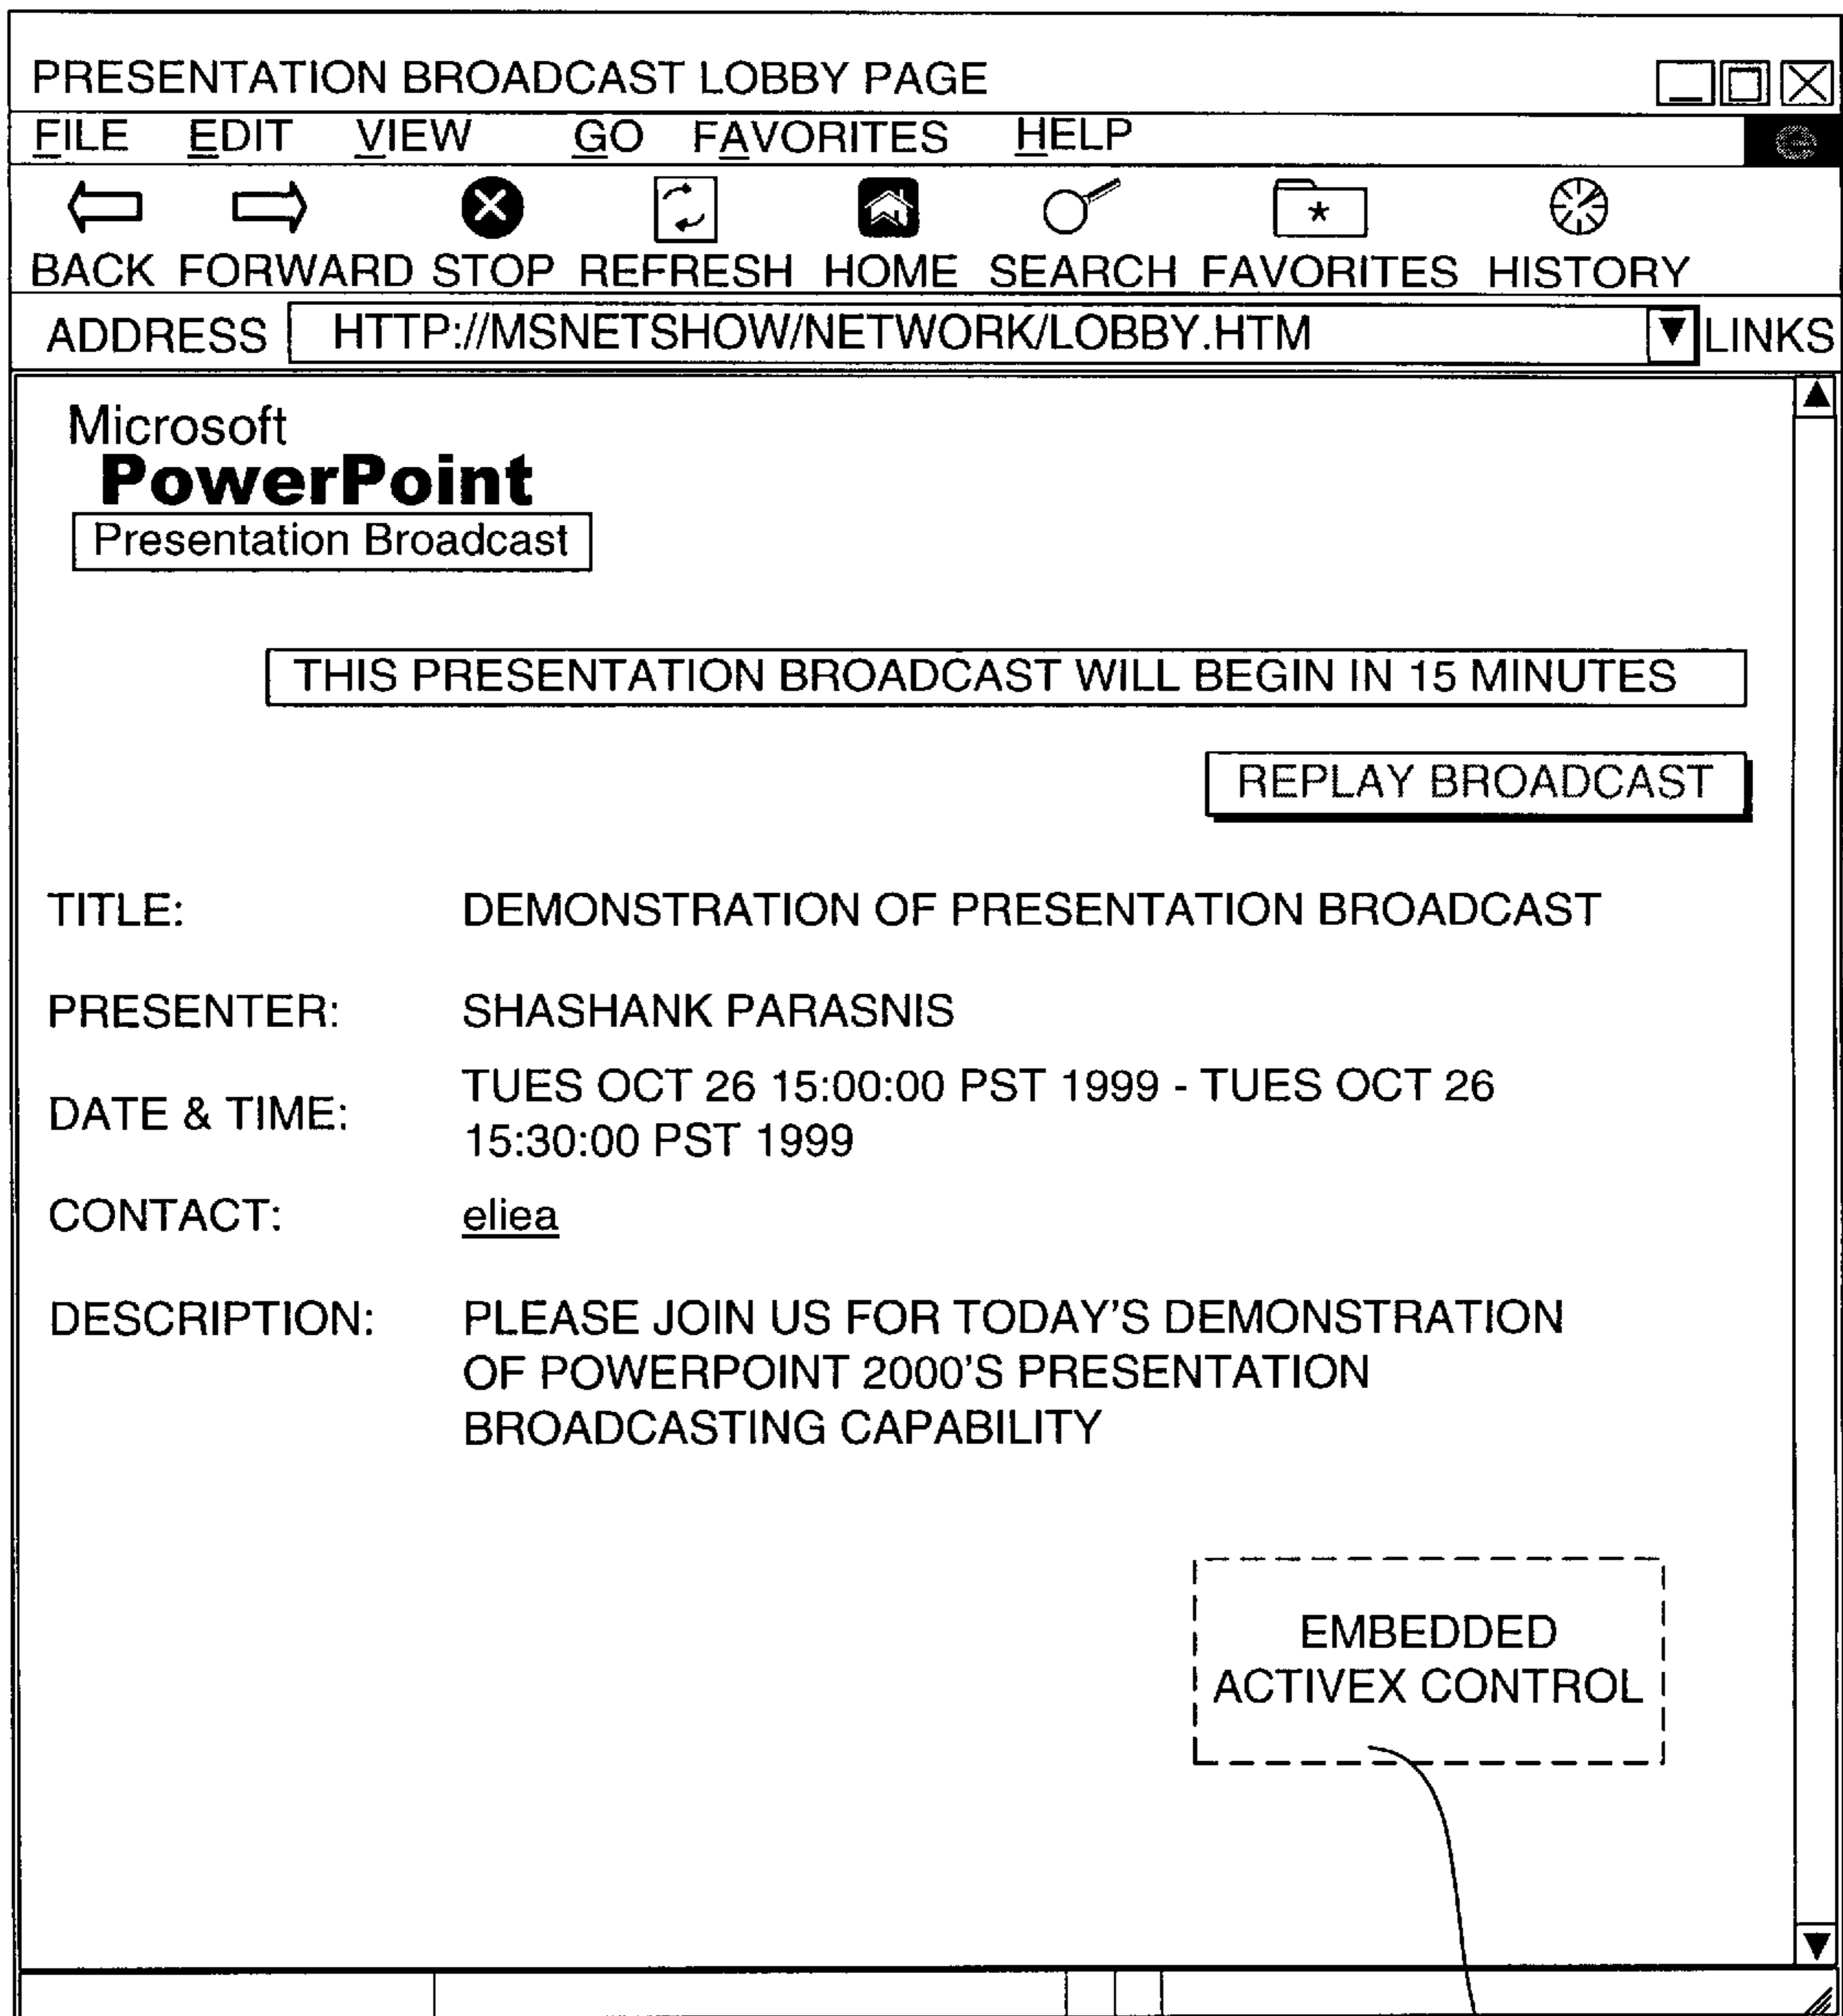 PRESENTATION BROADCAST LOBBY PAGE
FILE EDIT VIEW GO FAVORITES HELP
e
BACK FORWARD STOP REFRESH HOME SEARCH FAVORITES HISTORY
ADDRESS HTTP://MSNETSHOW/NETWORK/LOBBY.HTM LINKS
Microsoft
PowerPoint
Presentation Broadcast
THIS PRESENTATION BROADCAST WILL BEGIN IN 15 MINUTES
REPLAY BROADCAST
TITLE: DEMONSTRATION OF PRESENTATION BROADCAST
PRESENTER: SHASHANK PARASNIS
DATE & TIME: TUES OCT 26 15:00:00 PST 1999 - TUES OCT 26
15:30:00 PST 1999
CONTACT: eliea
DESCRIPTION: PLEASE JOIN US FOR TODAY'S DEMONSTRATION
OF POWERPOINT 2000'S PRESENTATION
BROADCASTING CAPABILITY
EMBEDDED
ACTIVEX CONTROL